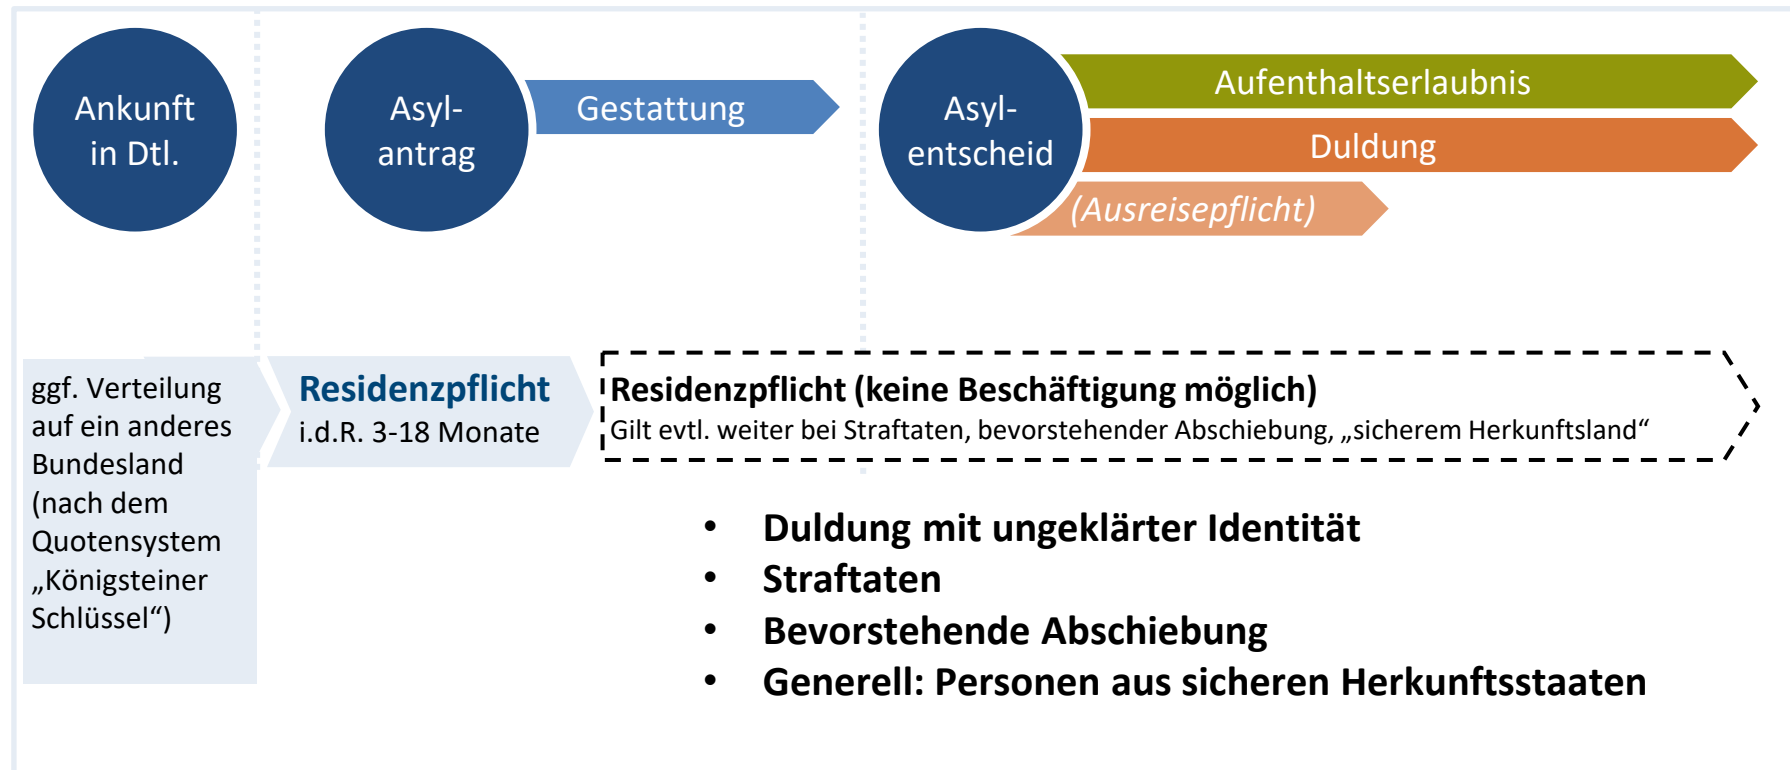 Ankunft
in Dtl.
Asyl-
antrag
Gestattung
Asyl-
entscheid
Aufenthaltserlaubnis
Duldung
(Ausreisepflicht)
ggf. Verteilung
auf ein anderes
Bundesland
(nach dem
Quotensystem
„Königsteiner
Schlüssel“)
Residenzpflicht
i.d.R. 3-18 Monate
Residenzpflicht (keine Beschäftigung möglich)
Gilt evtl. weiter bei Straftaten, bevorstehender Abschiebung, „sicherem Herkunftsland“
• Duldung mit ungeklärter Identität
• Straftaten
• Bevorstehende Abschiebung
• Generell: Personen aus sicheren Herkunftsstaaten